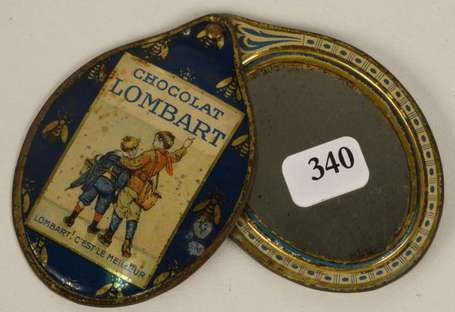 CHOCOLAT
LOMBART
LOMBART! C'EST LE MEILLEUR
340